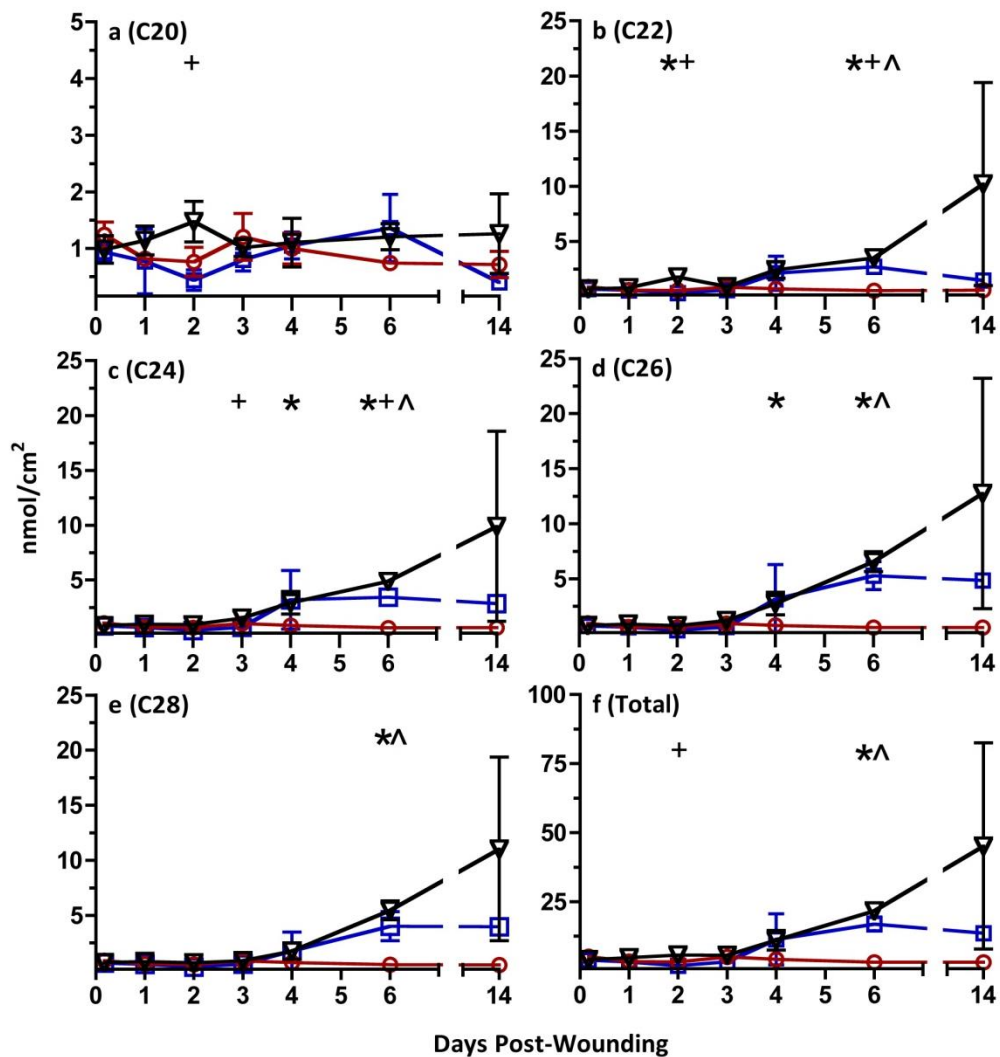 a (C20)
+
5
4
3
2
1
0 1 2 3 4 5 6 14
b (C22)
*+ *+^
25
20
15
10
5
0 1 2 3 4 5 6 14
c (C24)
+ * *+^
25
20
15
10
5
0 1 2 3 4 5 6 14
d (C26)
* *^
25
20
15
10
5
0 1 2 3 4 5 6 14
e (C28)
*^
25
20
15
10
5
0 1 2 3 4 5 6 14
f (Total)
+ *^
100
75
50
25
0 1 2 3 4 5 6 14
nmol/cm²
Days Post-Wounding